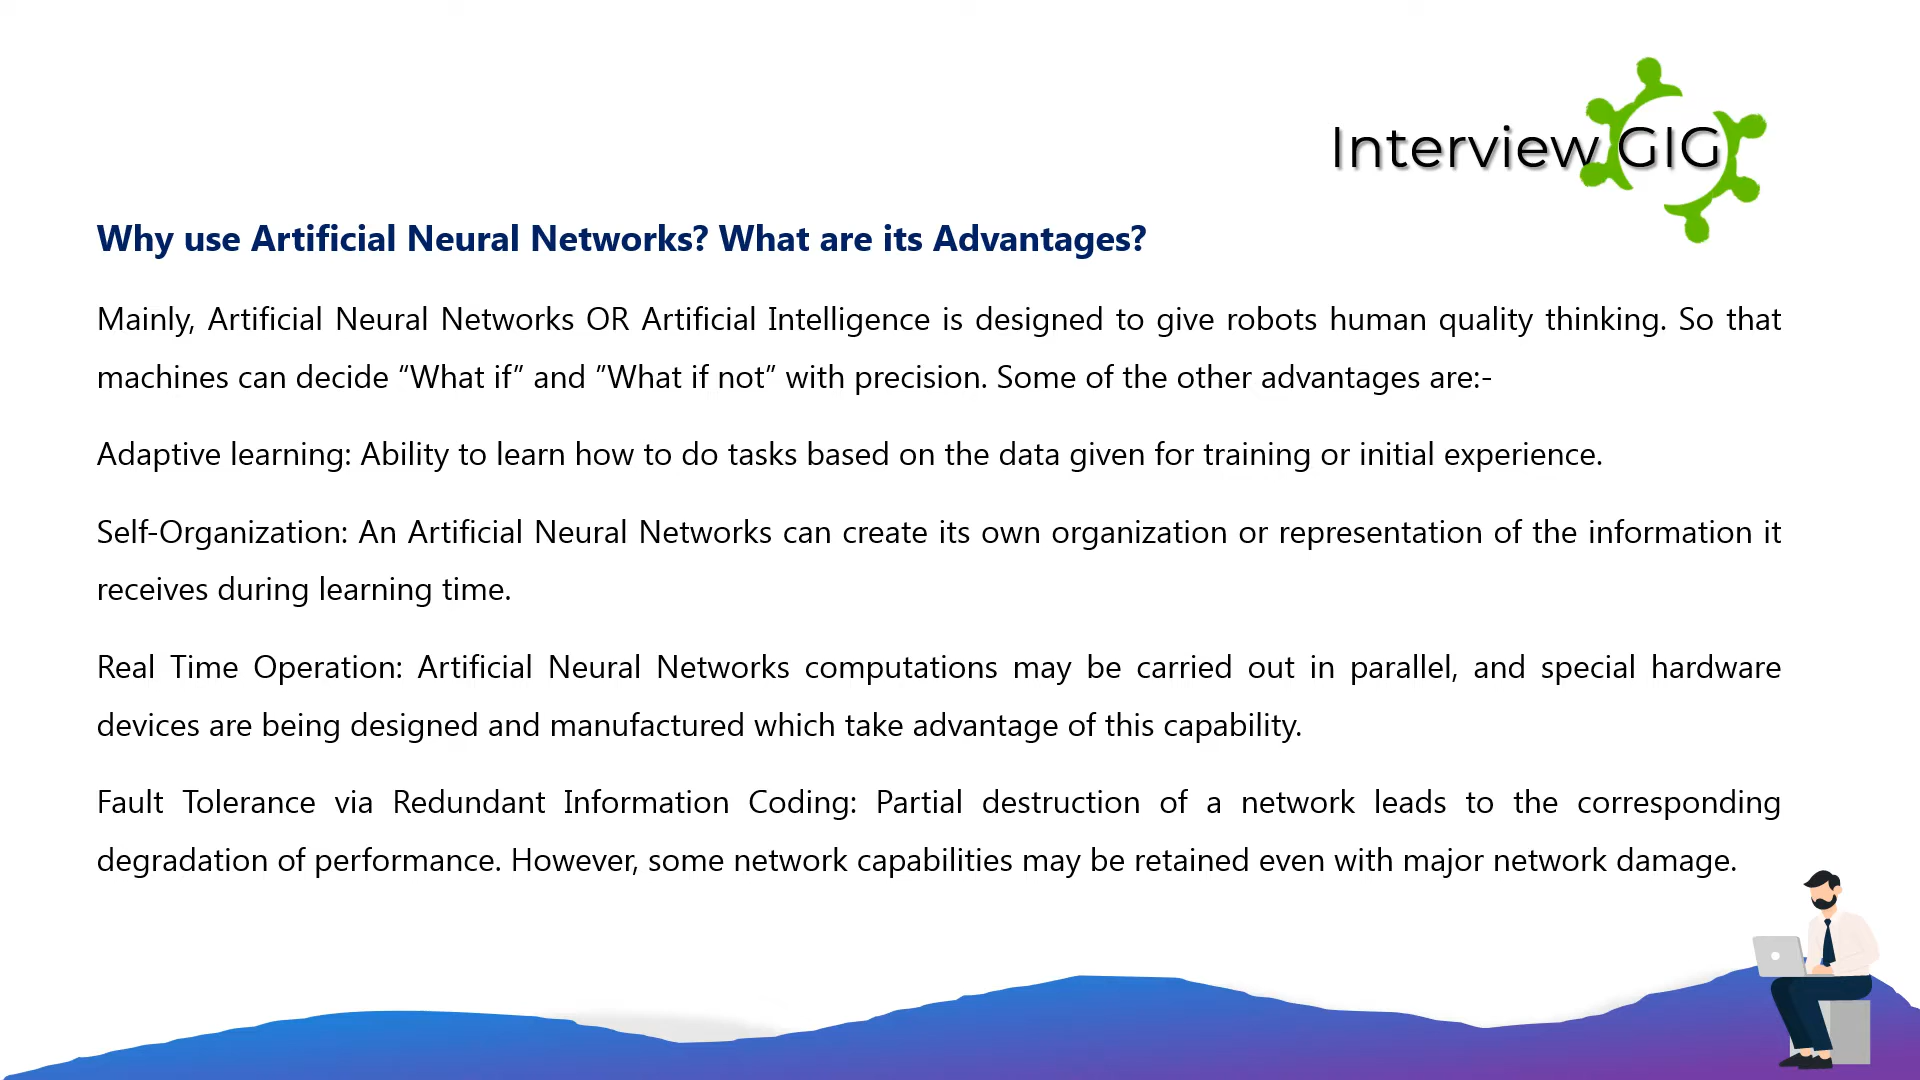 Interview GIG
Why use Artificial Neural Networks? What are its Advantages?
Mainly, Artificial Neural Networks OR Artificial Intelligence is designed to give robots human quality thinking. So that
machines can decide “What if” and ”What if not” with precision. Some of the other advantages are:-
Adaptive learning: Ability to learn how to do tasks based on the data given for training or initial experience.
Self-Organization: An Artificial Neural Networks can create its own organization or representation of the information it
receives during learning time.
Real Time Operation: Artificial Neural Networks computations may be carried out in parallel, and special hardware
devices are being designed and manufactured which take advantage of this capability.
Fault Tolerance via Redundant Information Coding: Partial destruction of a network leads to the corresponding
degradation of performance. However, some network capabilities may be retained even with major network damage.